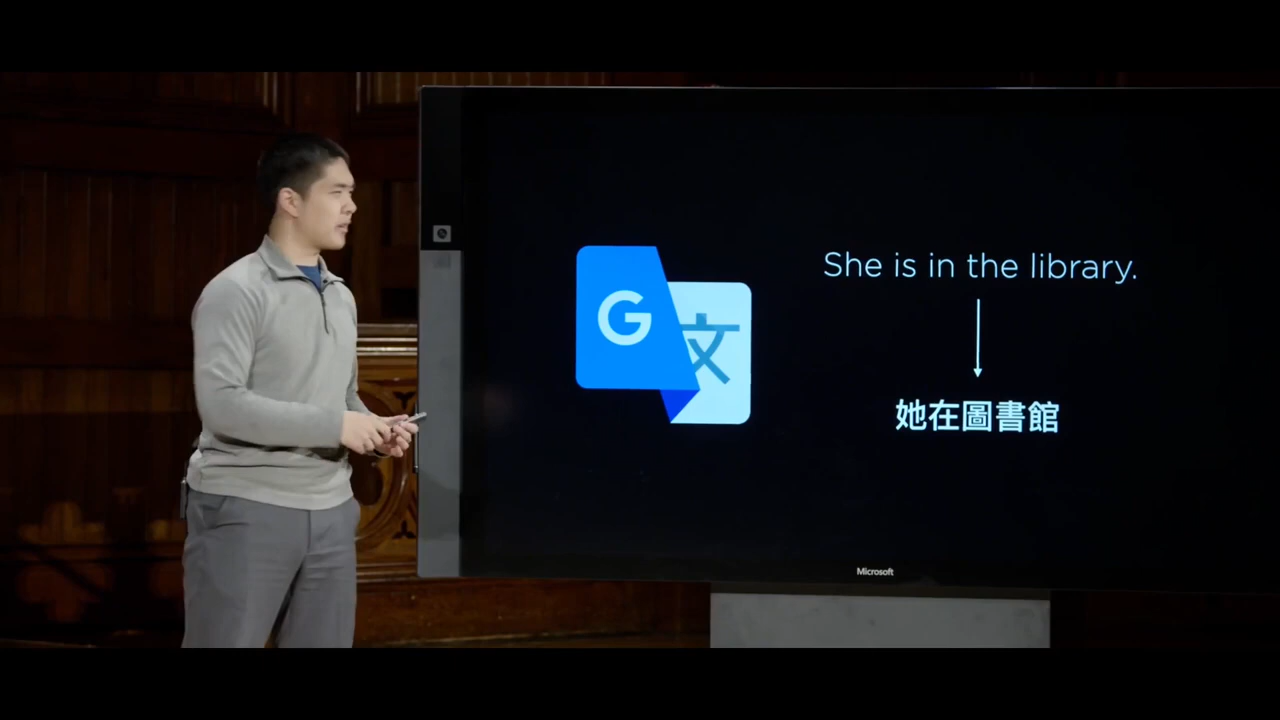 G
文
She is in the library.
她在圖書館
Microsoft